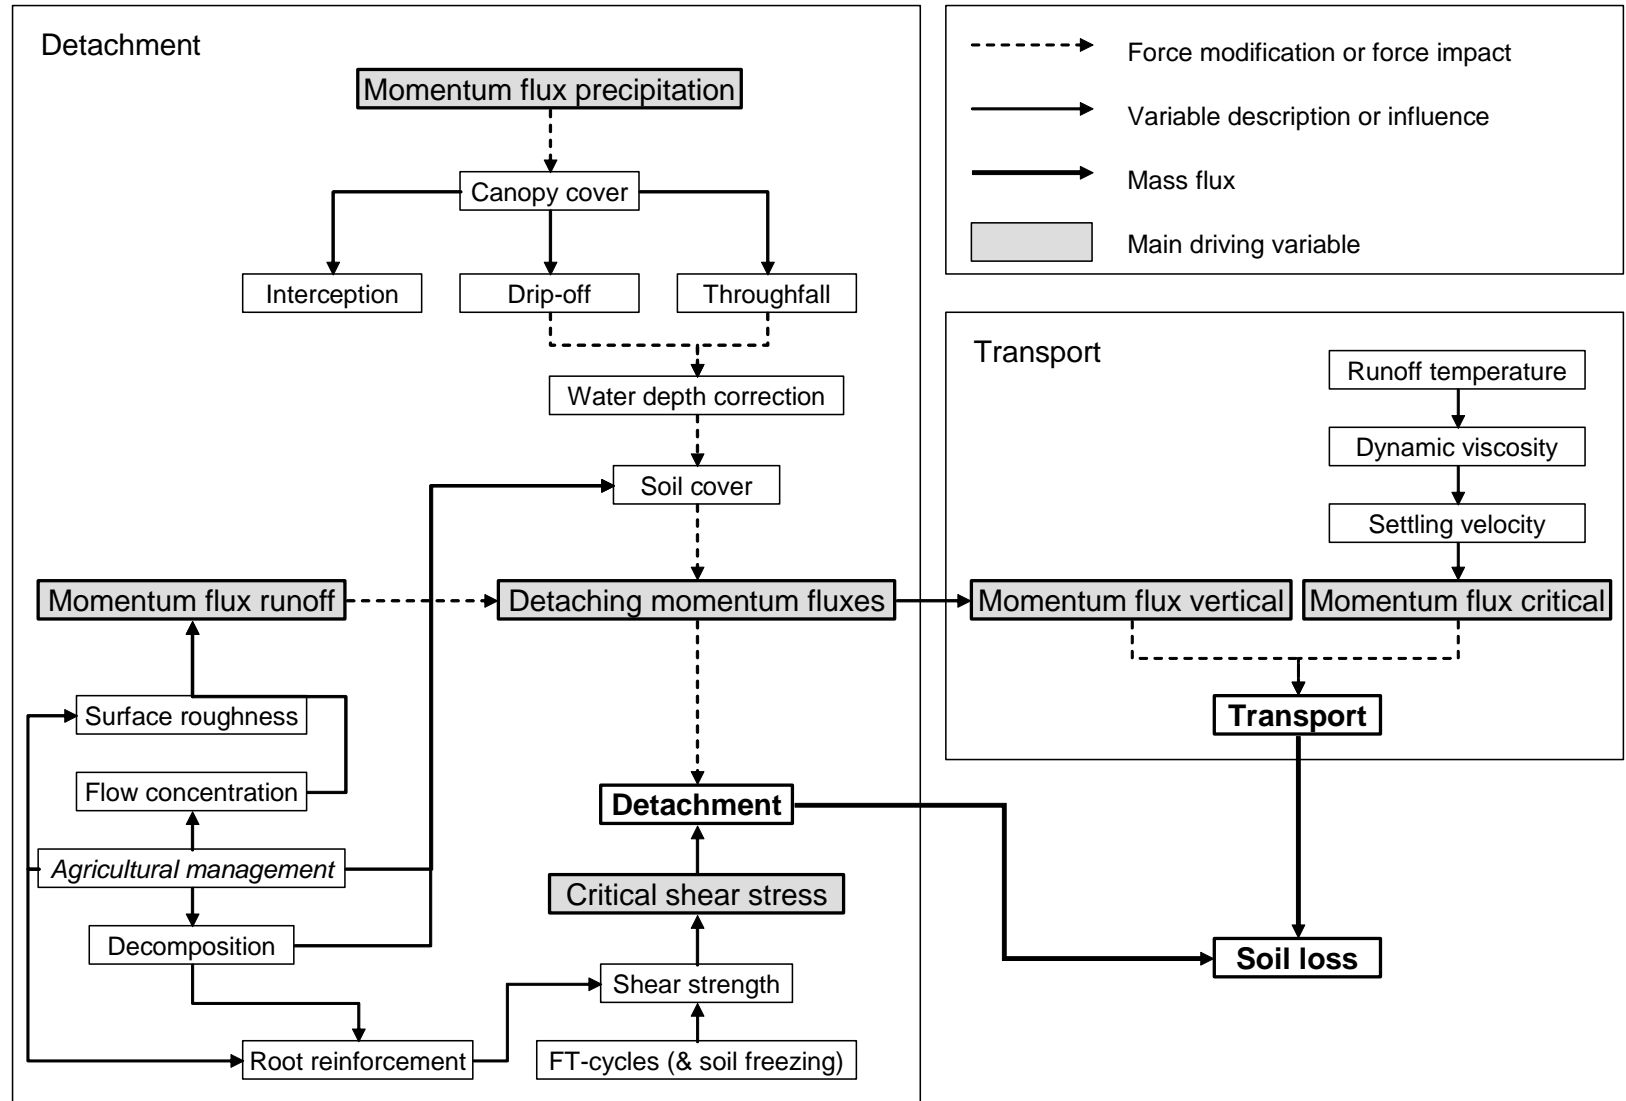 Detachment
Momentum flux precipitation
Canopy cover
Interception
Drip-off
Throughfall
Water depth correction
Soil cover
Momentum flux runoff
Detaching momentum fluxes
Surface roughness
Flow concentration
Detachment
Agricultural management
Critical shear stress
Decomposition
Shear strength
Root reinforcement
FT-cycles (& soil freezing)
Force modification or force impact
Variable description or influence
Mass flux
Main driving variable
Transport
Runoff temperature
Dynamic viscosity
Settling velocity
Momentum flux vertical
Momentum flux critical
Transport
Soil loss